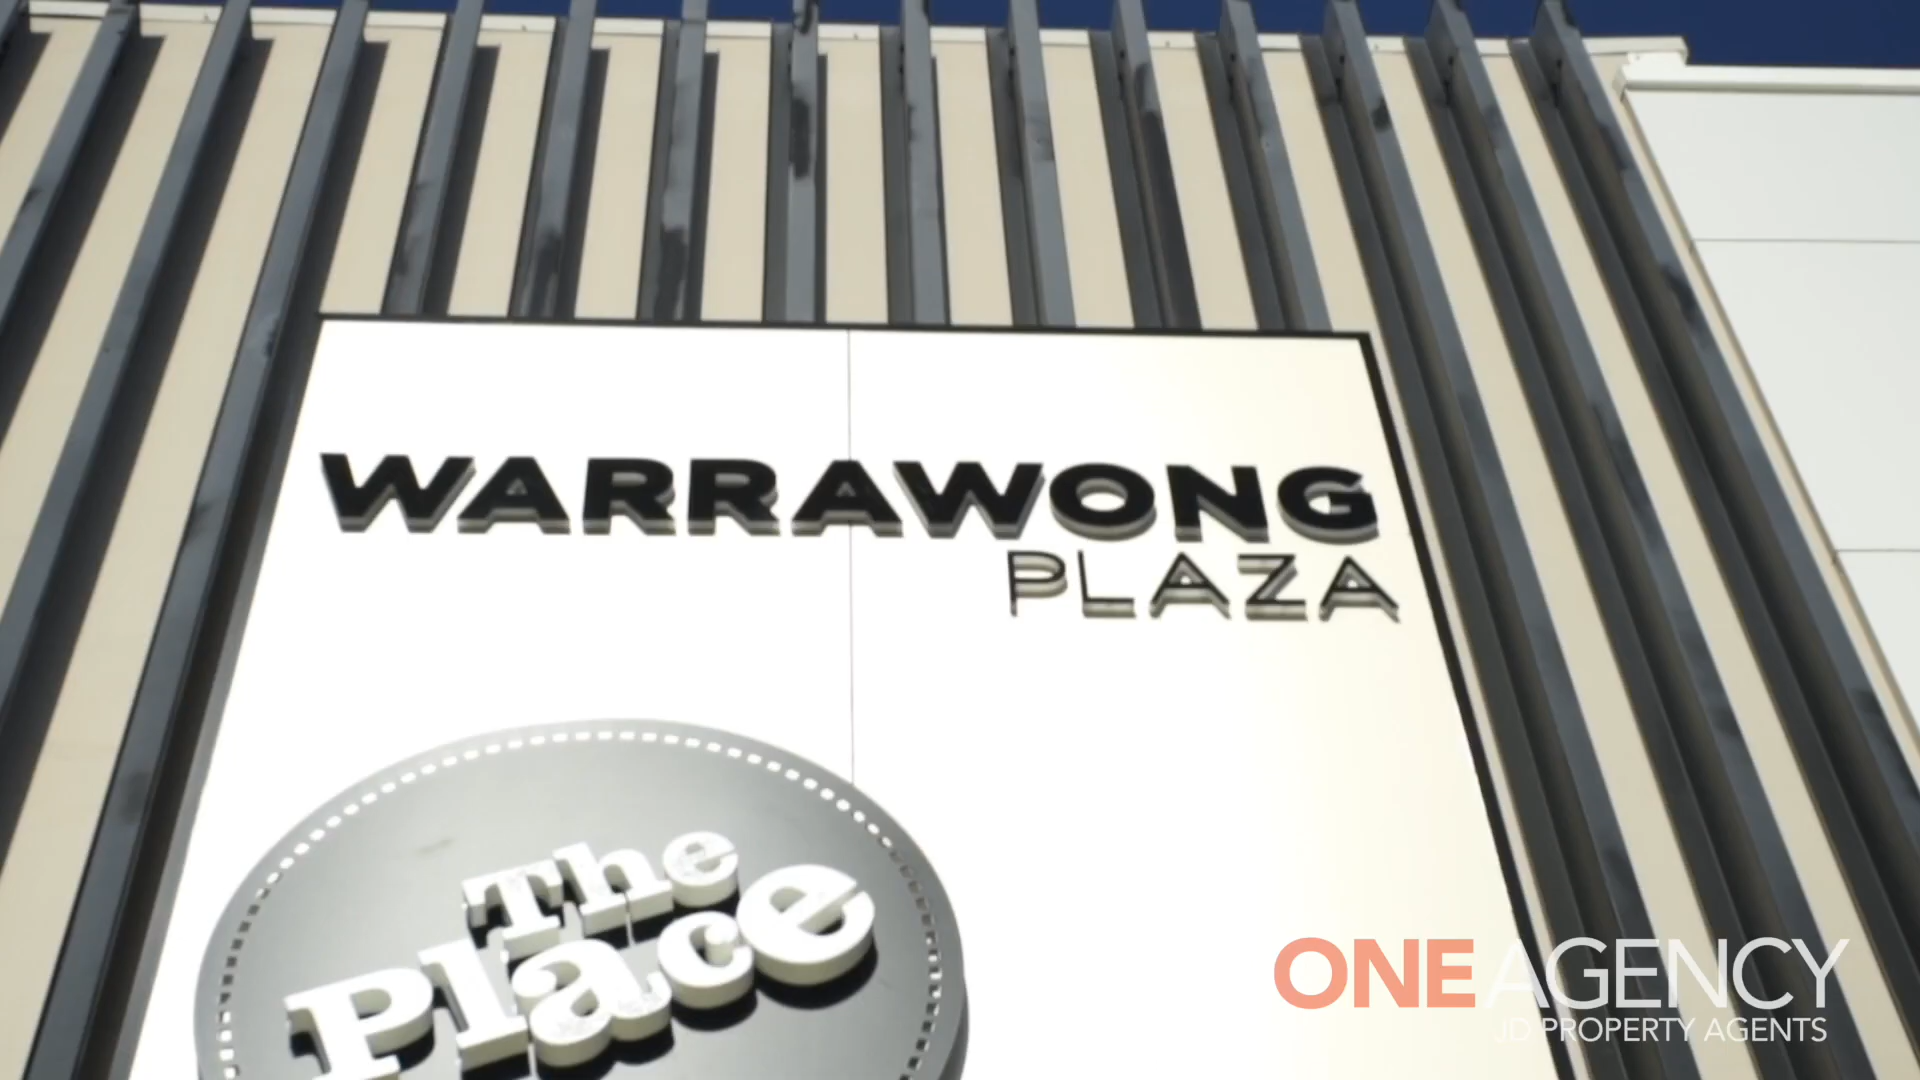 WARRAWONG
PLAZA
The
Place
ONE AGENCY
JD PROPERTY AGENTS